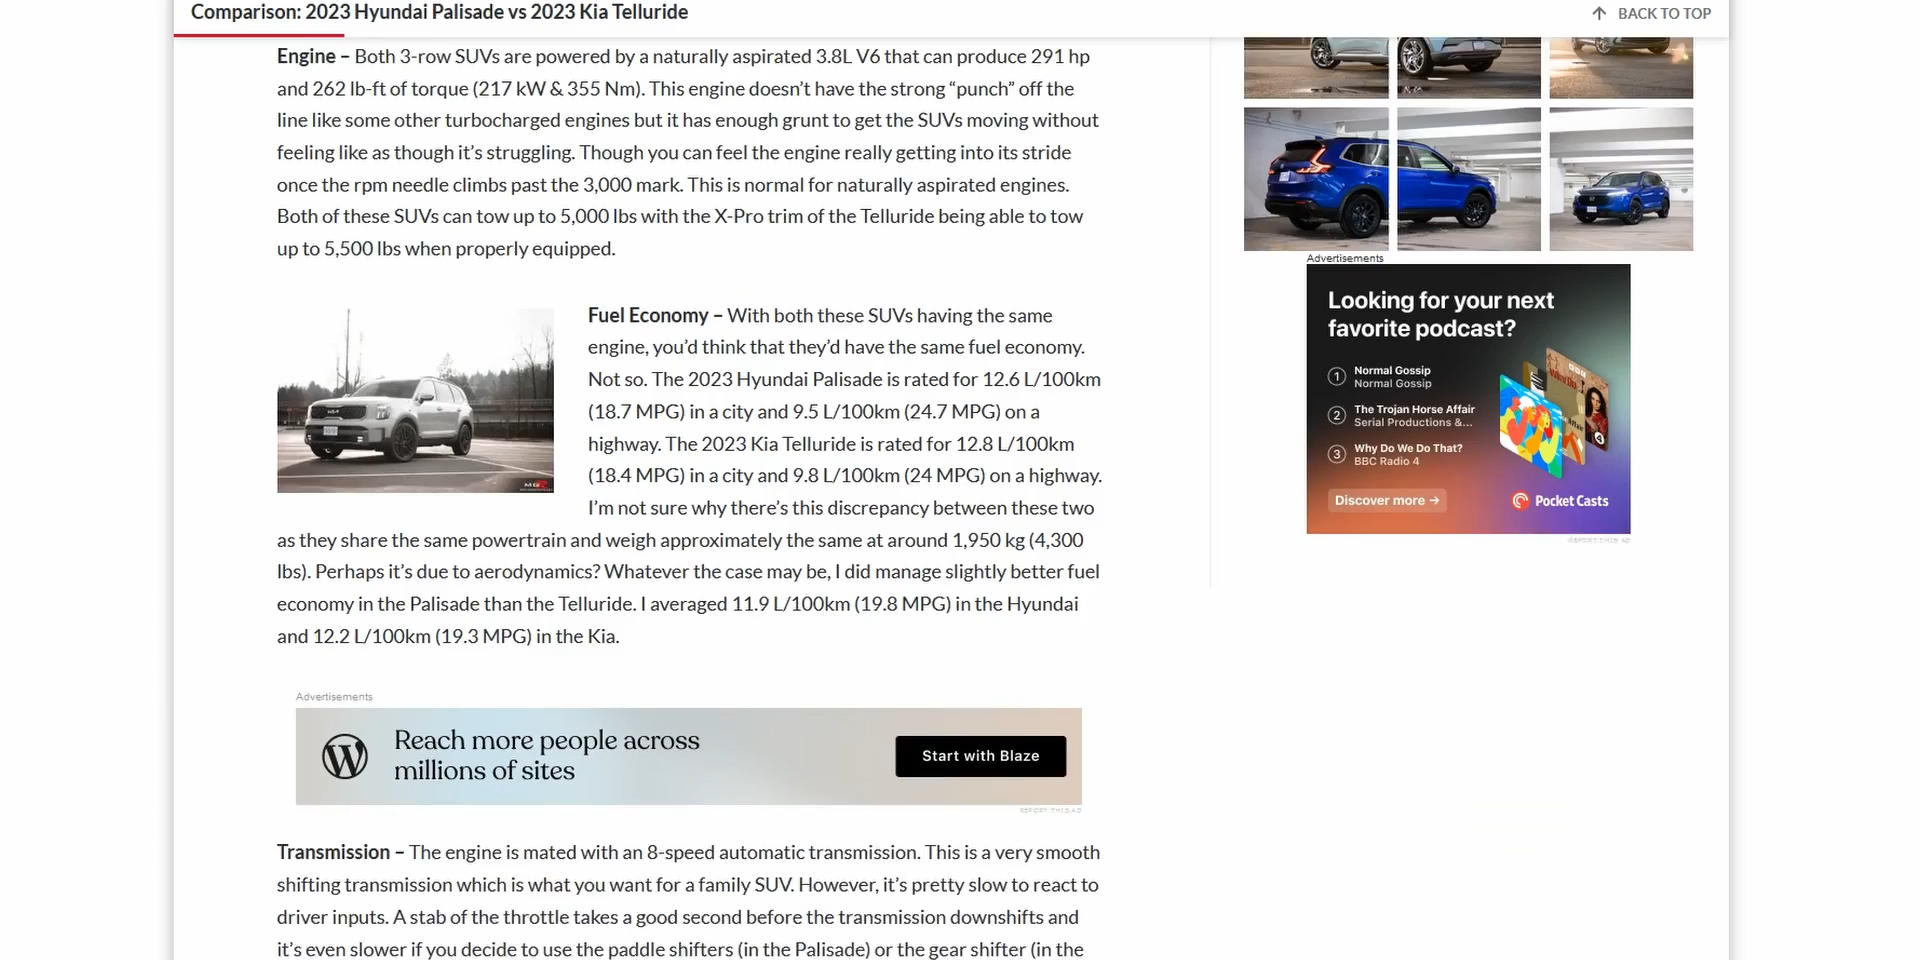 Comparison: 2023 Hyundai Palisade vs 2023 Kia Telluride
BACK TO TOP
Engine – Both 3-row SUVs are powered by a naturally aspirated 3.8L V6 that can produce 291 hp
and 262 lb-ft of torque (217 kW & 355 Nm). This engine doesn’t have the strong “punch” off the
line like some other turbocharged engines but it has enough grunt to get the SUVs moving without
feeling like as though it’s struggling. Though you can feel the engine really getting into its stride
once the rpm needle climbs past the 3,000 mark. This is normal for naturally aspirated engines.
Both of these SUVs can tow up to 5,000 lbs with the X-Pro trim of the Telluride being able to tow
up to 5,500 lbs when properly equipped.
Fuel Economy – With both these SUVs having the same
engine, you’d think that they’d have the same fuel economy.
Not so. The 2023 Hyundai Palisade is rated for 12.6 L/100km
(18.7 MPG) in a city and 9.5 L/100km (24.7 MPG) on a
highway. The 2023 Kia Telluride is rated for 12.8 L/100km
(18.4 MPG) in a city and 9.8 L/100km (24 MPG) on a highway.
I’m not sure why there’s this discrepancy between these two
as they share the same powertrain and weigh approximately the same at around 1,950 kg (4,300
lbs). Perhaps it’s due to aerodynamics? Whatever the case may be, I did manage slightly better fuel
economy in the Palisade than the Telluride. I averaged 11.9 L/100km (19.8 MPG) in the Hyundai
and 12.2 L/100km (19.3 MPG) in the Kia.
Advertisements
Reach more people across
millions of sites
Start with Blaze
REPORT THIS AD
Transmission – The engine is mated with an 8-speed automatic transmission. This is a very smooth
shifting transmission which is what you want for a family SUV. However, it’s pretty slow to react to
driver inputs. A stab of the throttle takes a good second before the transmission downshifts and
it’s even slower if you decide to use the paddle shifters (in the Palisade) or the gear shifter (in the
Advertisements
Looking for your next
favorite podcast?
1 Normal Gossip
Normal Gossip
2 The Trojan Horse Affair
Serial Productions &...
3 Why Do We Do That?
BBC Radio 4
Discover more →
Pocket Casts
REPORT THIS AD